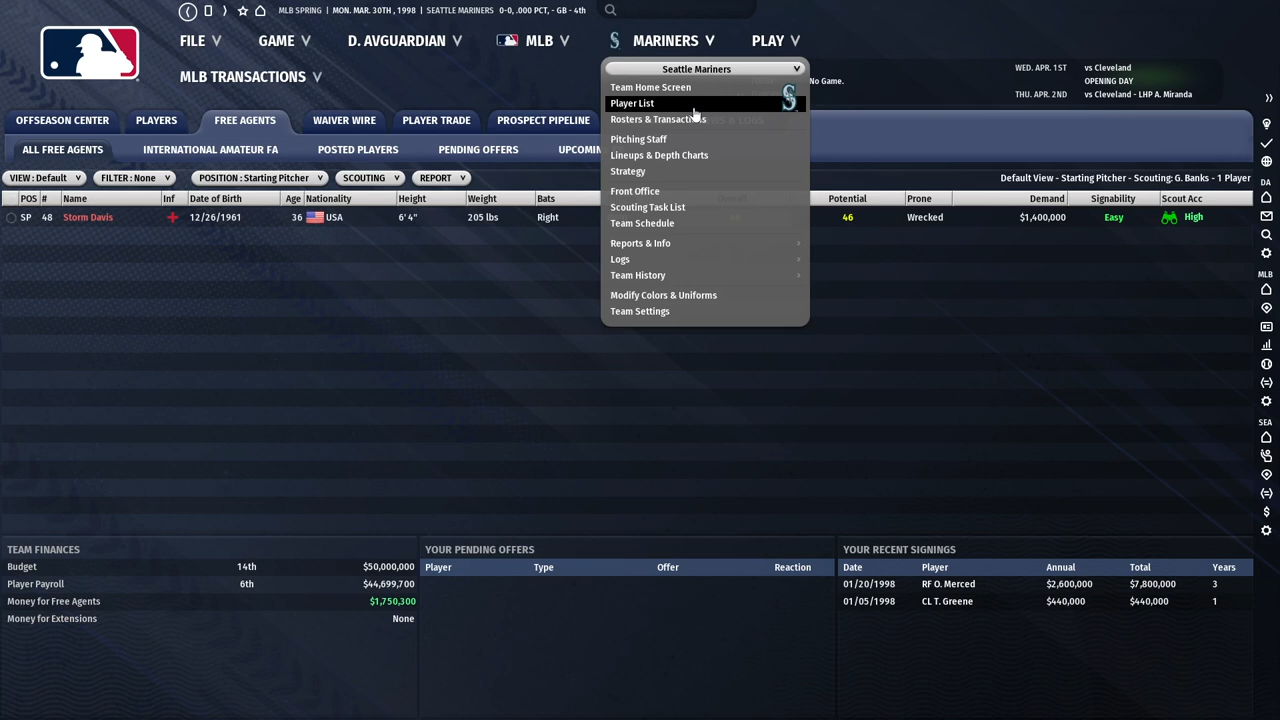 MLB SPRING | MON. MAR. 30TH , 1998 | SEATTLE MARINERS 0-0, .000 PCT, - GB - 4th
FILE GAME D. AVGUARDIAN MLB MARINERS PLAY
MLB TRANSACTIONS
WED. APR. 1ST vs Cleveland
No Game. OPENING DAY
THU. APR. 2ND vs Cleveland - LHP A. Miranda
Seattle Mariners
Team Home Screen
Player List
Rosters & Transactions
Pitching Staff
Lineups & Depth Charts
Strategy
Front Office
Scouting Task List
Team Schedule
Reports & Info
Logs
Team History
Modify Colors & Uniforms
Team Settings
OFFSEASON CENTER PLAYERS FREE AGENTS WAIVER WIRE PLAYER TRADE PROSPECT PIPELINE & LOGS
ALL FREE AGENTS INTERNATIONAL AMATEUR FA POSTED PLAYERS PENDING OFFERS UPCOMIN
VIEW : Default FILTER : None POSITION : Starting Pitcher SCOUTING REPORT Default View - Starting Pitcher - Scouting: G. Banks - 1 Player
POS # Name Inf Date of Birth Age Nationality Height Weight Bats Potential Prone Demand Signability Scout Acc
SP 48 Storm Davis 12/26/1961 36 USA 6' 4" 205 lbs Right 46 Wrecked $1,400,000 Easy High
DA
MLB
SEA
TEAM FINANCES
Budget 14th $50,000,000
Player Payroll 6th $44,699,700
Money for Free Agents $1,750,300
Money for Extensions None
YOUR PENDING OFFERS
Player Type Offer Reaction
YOUR RECENT SIGNINGS
Date Player Annual Total Years
01/20/1998 RF O. Merced $2,600,000 $7,800,000 3
01/05/1998 CL T. Greene $440,000 $440,000 1